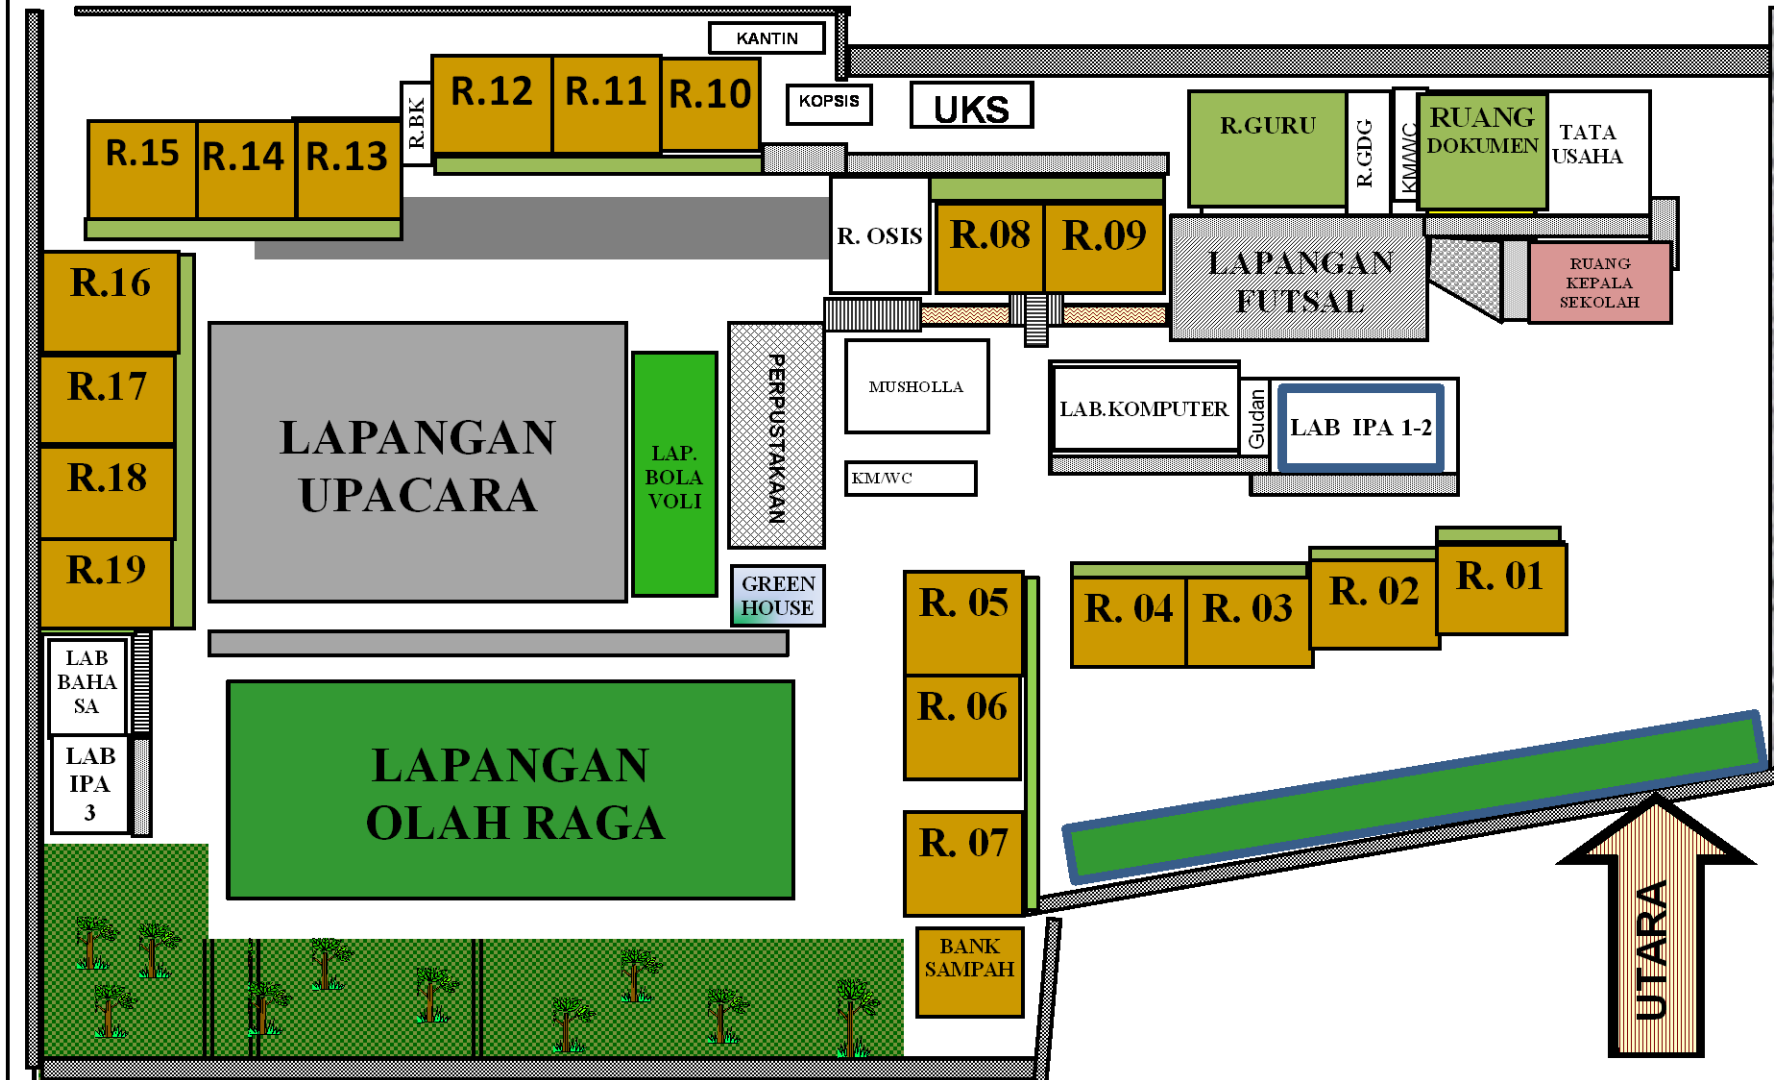 KANTIN
R.12
R.11
R.10
R.BK
KOPSIS
UKS
R.15
R.14
R.13
R.GURU
R.GDG
KM/WC
RUANG
DOKUMEN
TATA
USAHA
R. OSIS
R.08
R.09
LAPANGAN
FUTSAL
RUANG
KEPALA
SEKOLAH
R.16
R.17
R.18
R.19
LAPANGAN
UPACARA
LAP.
BOLA
VOLI
PERPUSTAKAAN
MUSHOLLA
KM/WC
LAB.KOMPUTER
Gudan
LAB IPA 1-2
GREEN
HOUSE
R. 05
R. 06
R. 07
R. 04
R. 03
R. 02
R. 01
LAB
BAHA
SA
LAB
IPA
3
LAPANGAN
OLAH RAGA
BANK
SAMPAH
UTARA